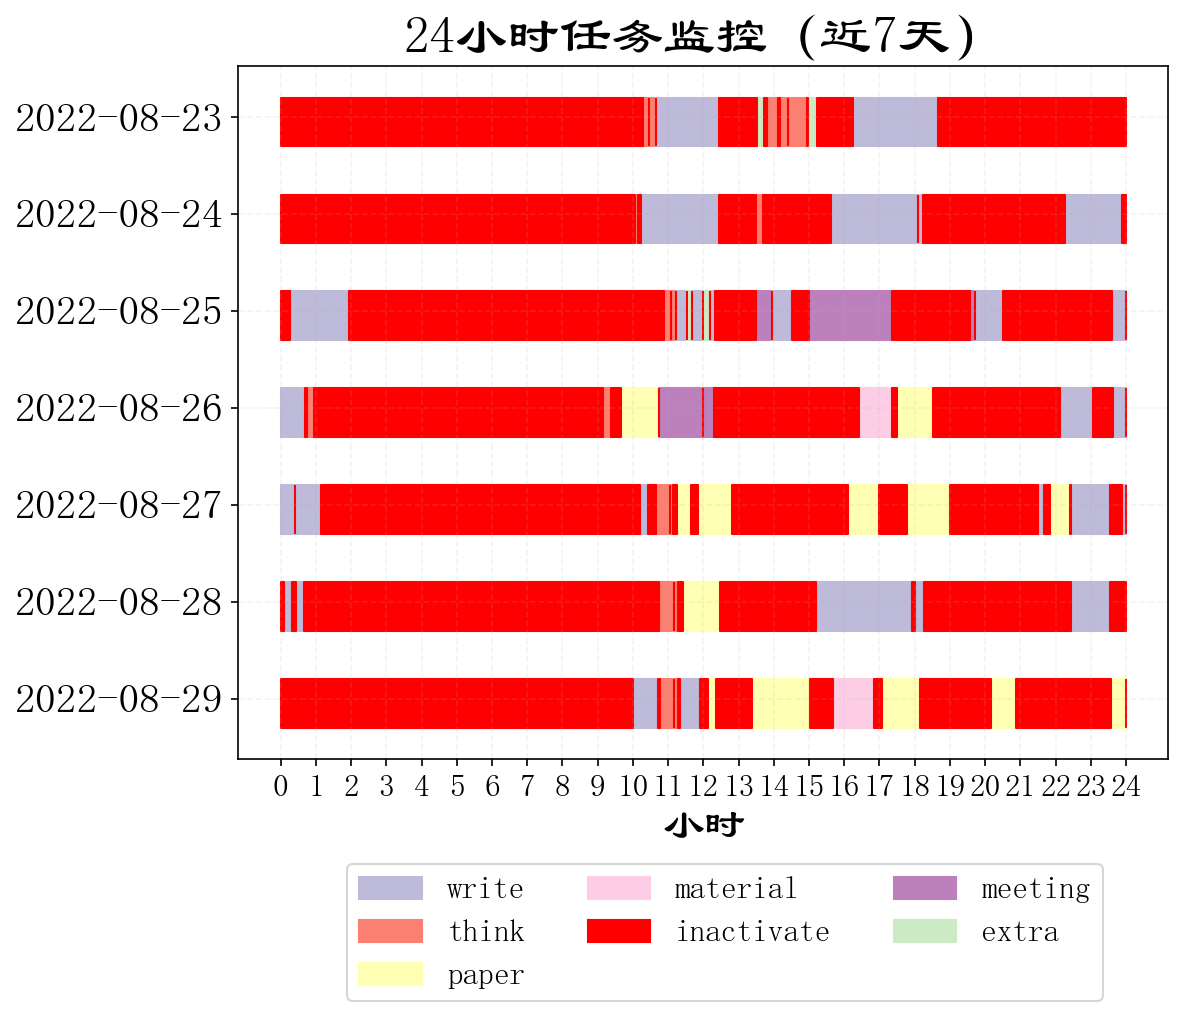 24小时任务监控 (近7天)
2022-08-23
2022-08-24
2022-08-25
2022-08-26
2022-08-27
2022-08-28
2022-08-29
0 1 2 3 4 5 6 7 8 9 10 11 12 13 14 15 16 17 18 19 20 21 22 23 24
小时
write material meeting
think inactivate extra
paper